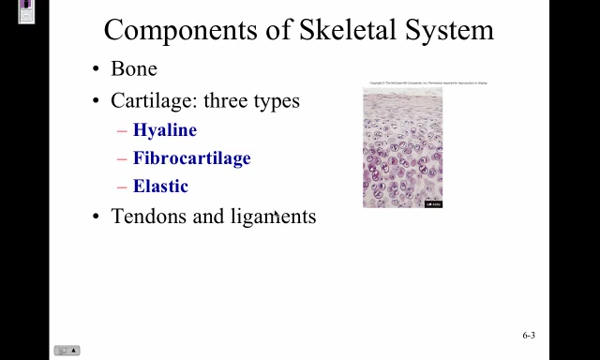 Components of Skeletal System
• Bone
• Cartilage: three types
– Hyaline
– Fibrocartilage
– Elastic
• Tendons and ligaments
6-3